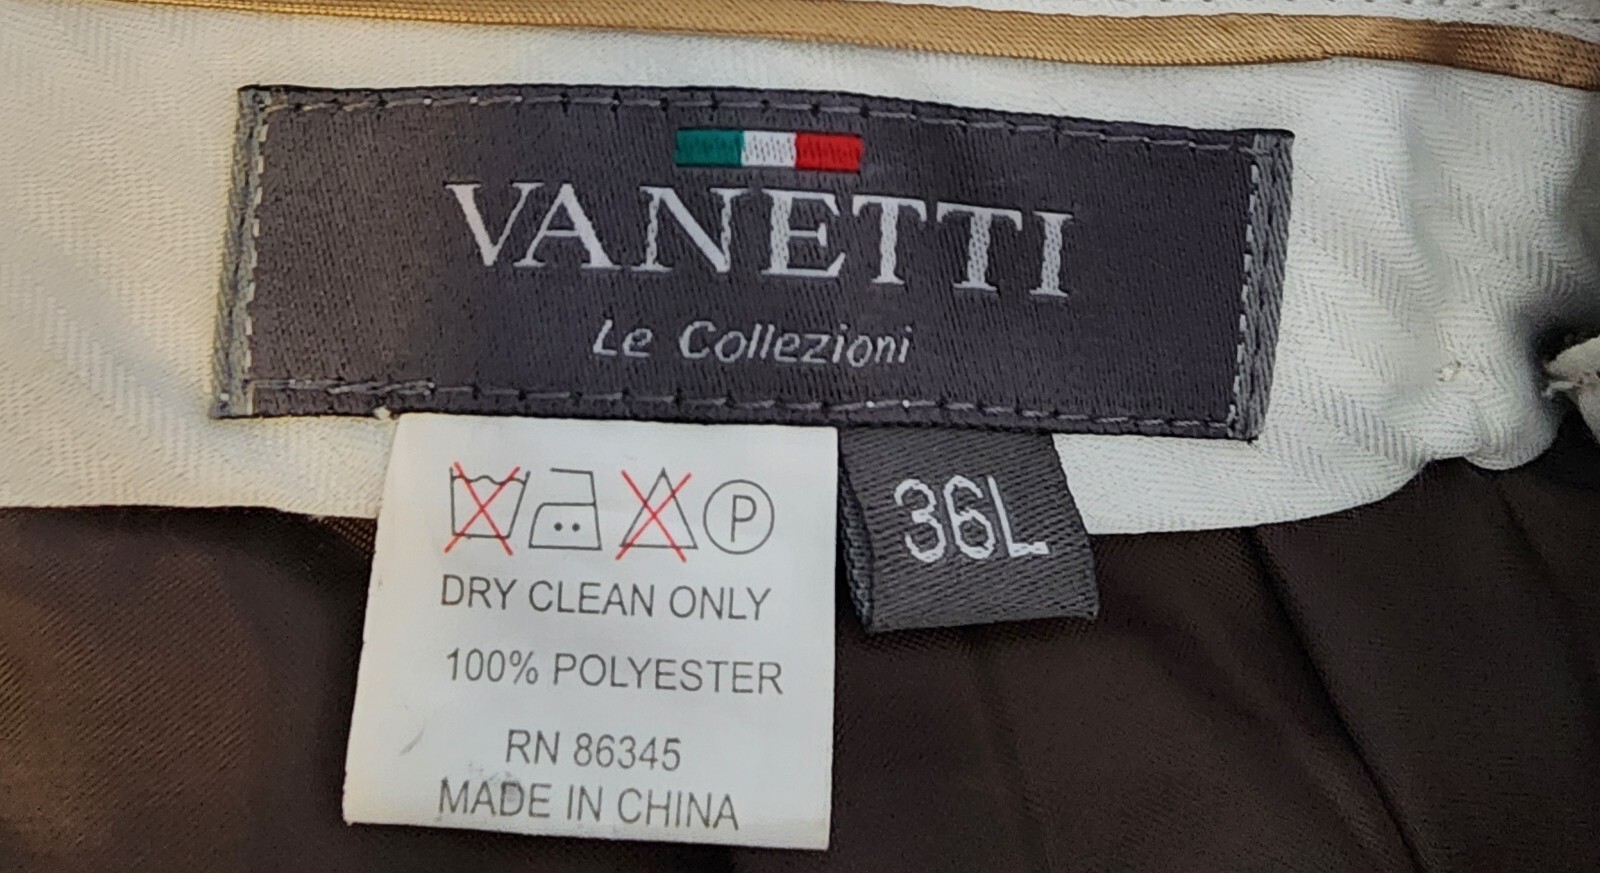 VANETTI
Le Collezioni
36L
P
DRY CLEAN ONLY
100% POLYESTER
RN 86345
MADE IN CHINA